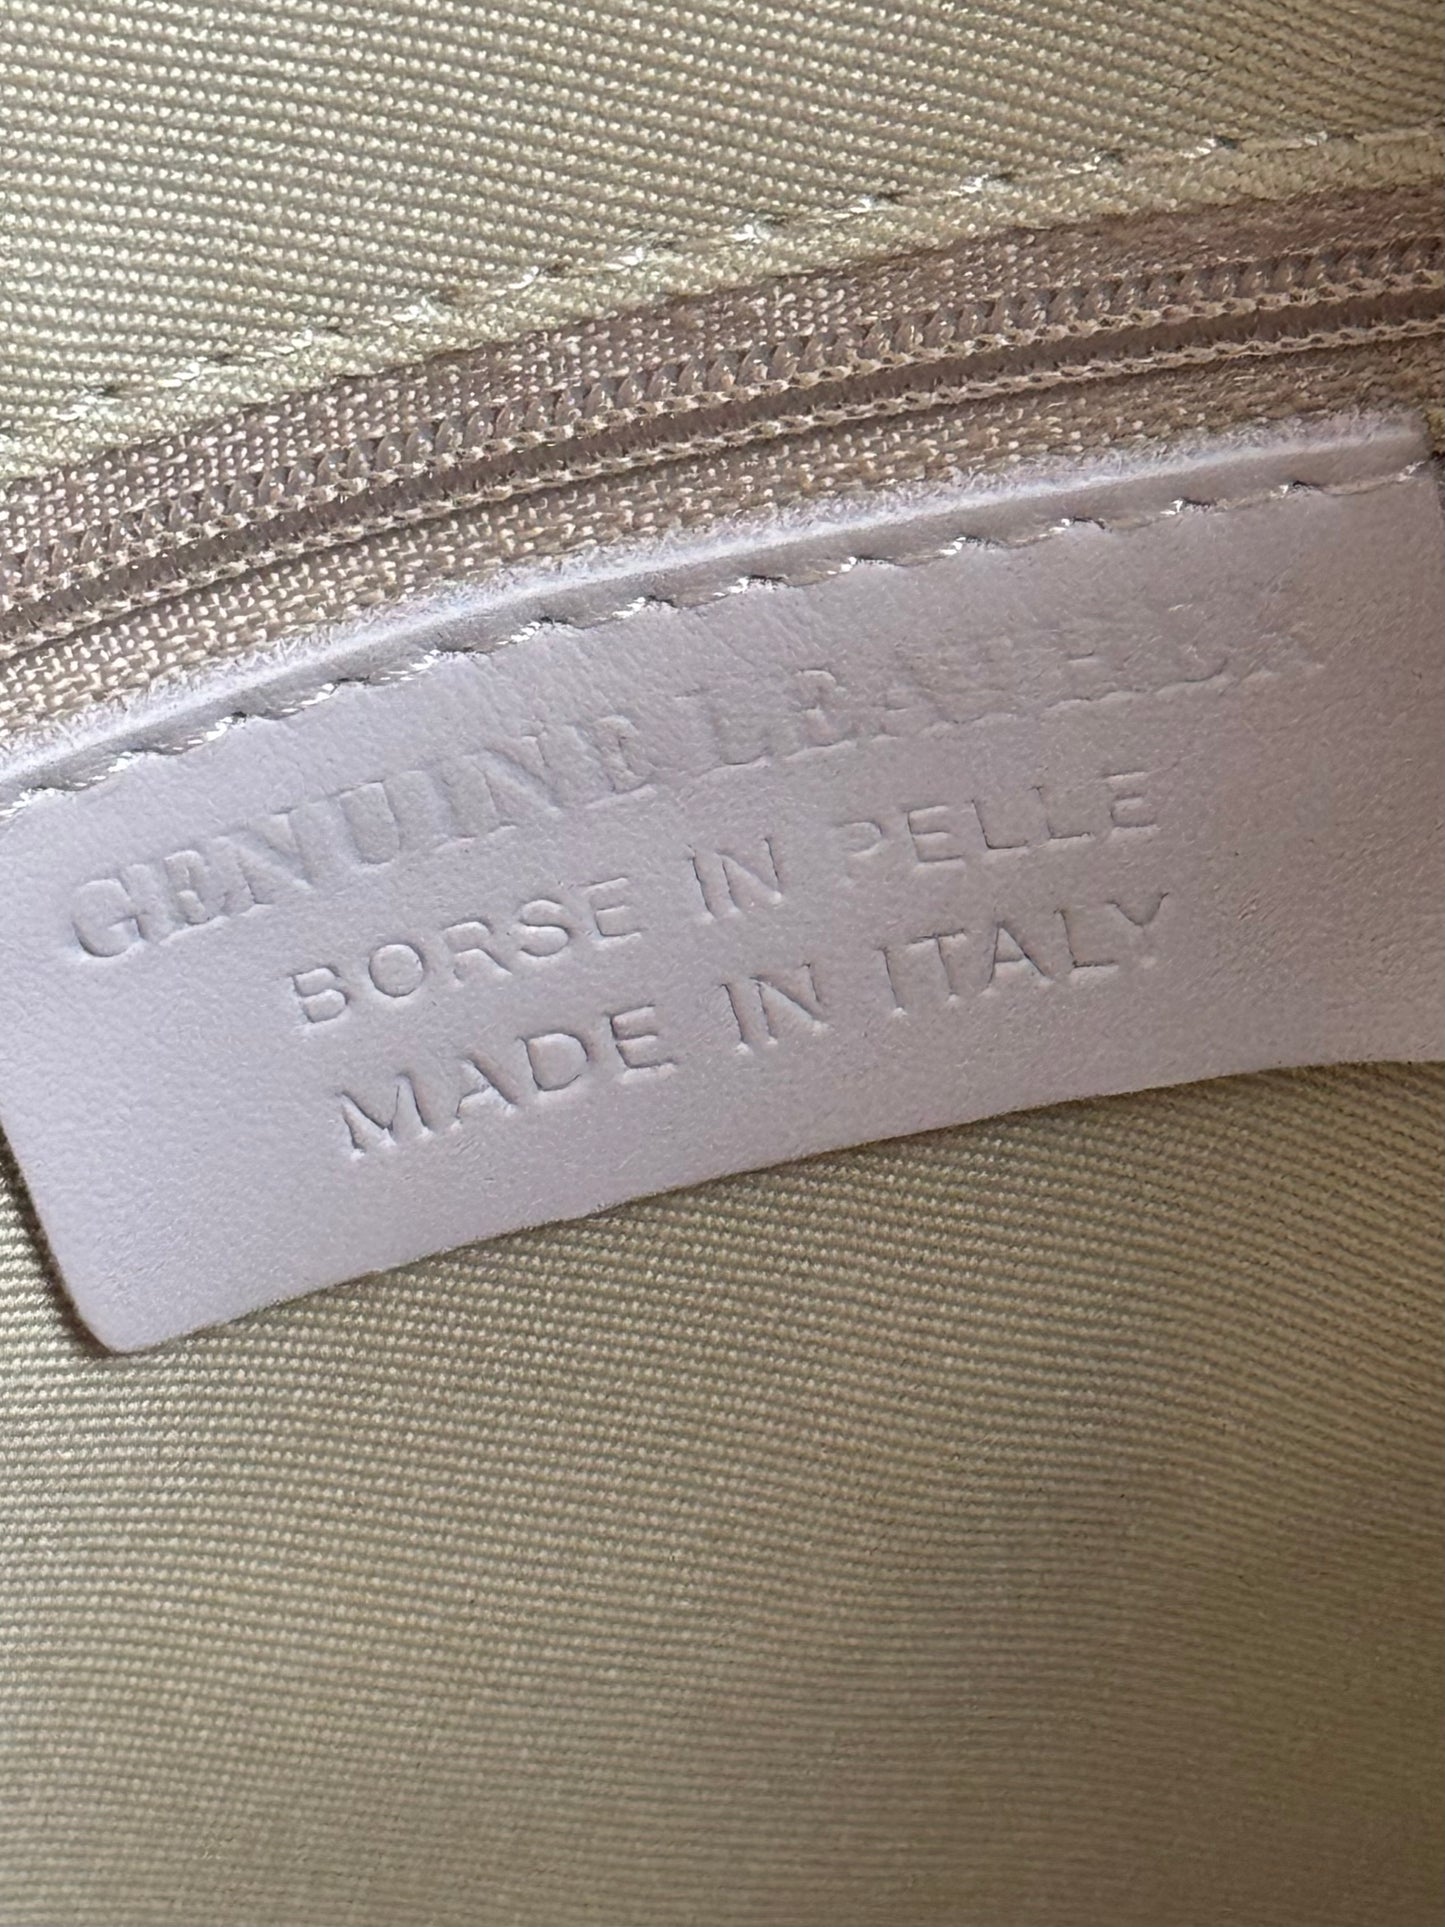 GENUINE LEATHER
BORSE IN PELLE
MADE IN ITALY